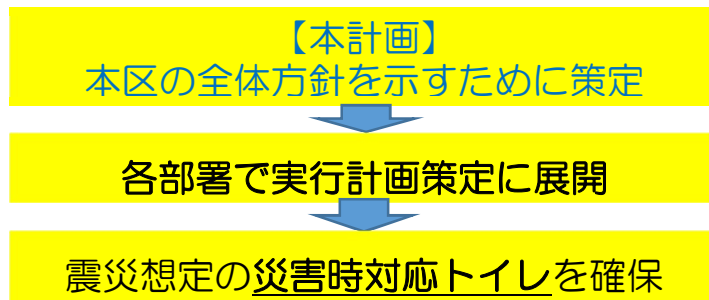 【本計画】
本区の全体方針を示すために策定
各部署で実行計画策定に展開
震災想定の災害時対応トイレを確保